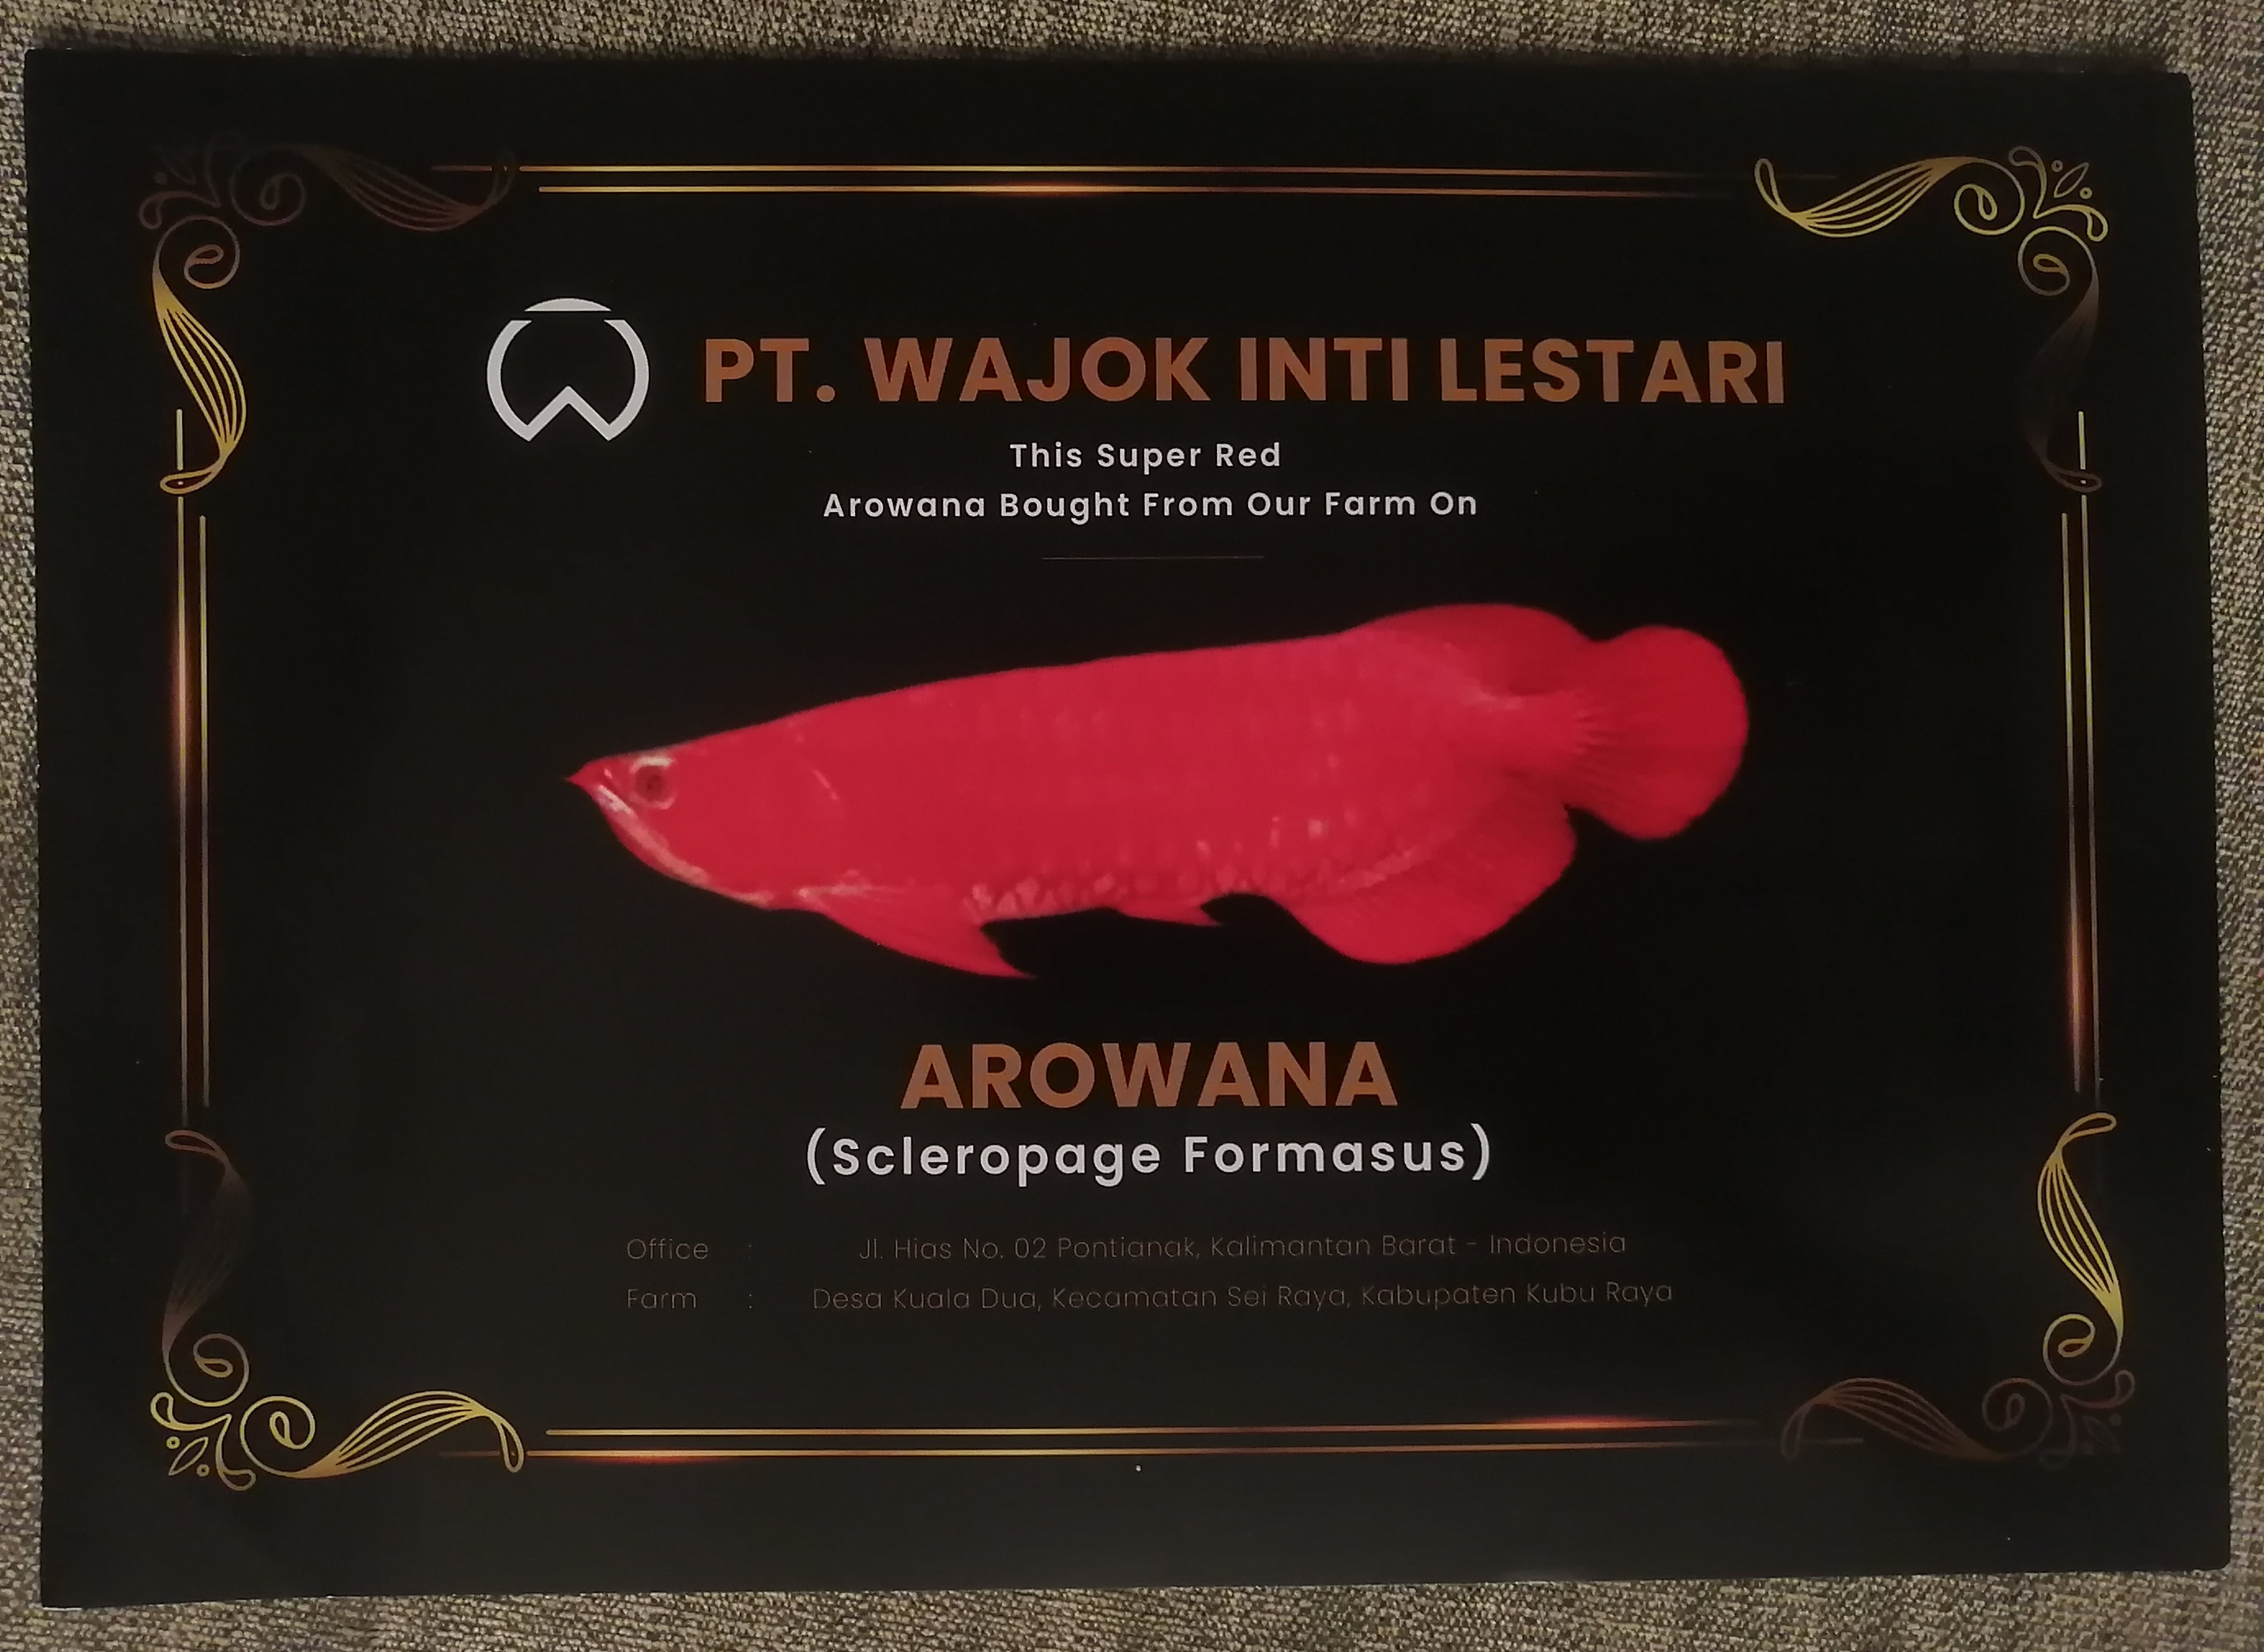 PT. WAJOK INTI LESTARI
This Super Red
Arowana Bought From Our Farm On
AROWANA
(Scleropage Formasus)
Office : Jl. Hias No. 02 Pontianak, Kalimantan Barat - Indonesia
Farm : Desa Kuala Dua, Kecamatan Sei Raya, Kabupaten Kubu Raya